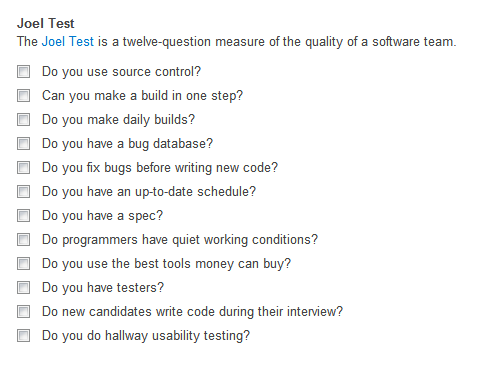 Joel Test
The Joel Test is a twelve-question measure of the quality of a software team.
Do you use source control?
Can you make a build in one step?
Do you make daily builds?
Do you have a bug database?
Do you fix bugs before writing new code?
Do you have an up-to-date schedule?
Do you have a spec?
Do programmers have quiet working conditions?
Do you use the best tools money can buy?
Do you have testers?
Do new candidates write code during their interview?
Do you do hallway usability testing?